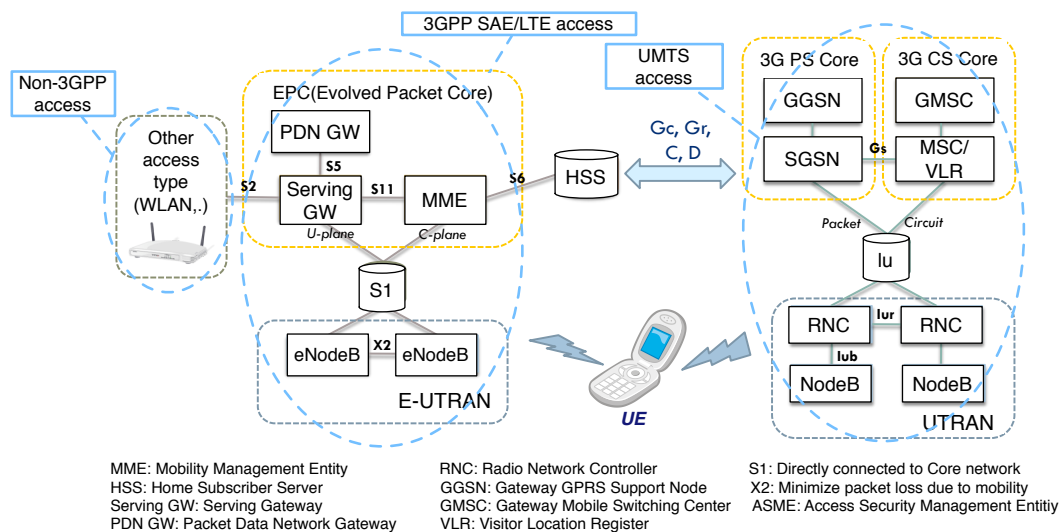 3GPP SAE/LTE access
Non-3GPP
access
UMTS
access
3G PS Core
3G CS Core
EPC(Evolved Packet Core)
GGSN
GMSC
PDN GW
Other
access
type
(WLAN,.)
Gc, Gr,
C, D
SGSN
Gs
MSC/
VLR
S5
S2
Serving
GW
S11
MME
S6
HSS
U-plane
C-plane
Packet
Circuit
S1
Iu
eNodeB
X2
eNodeB
RNC
Iur
RNC
Iub
NodeB
NodeB
E-UTRAN
UE
UTRAN
MME: Mobility Management Entity
HSS: Home Subscriber Server
Serving GW: Serving Gateway
PDN GW: Packet Data Network Gateway
RNC: Radio Network Controller
GGSN: Gateway GPRS Support Node
GMSC: Gateway Mobile Switching Center
VLR: Visitor Location Register
S1: Directly connected to Core network
X2: Minimize packet loss due to mobility
ASME: Access Security Management Entitiy